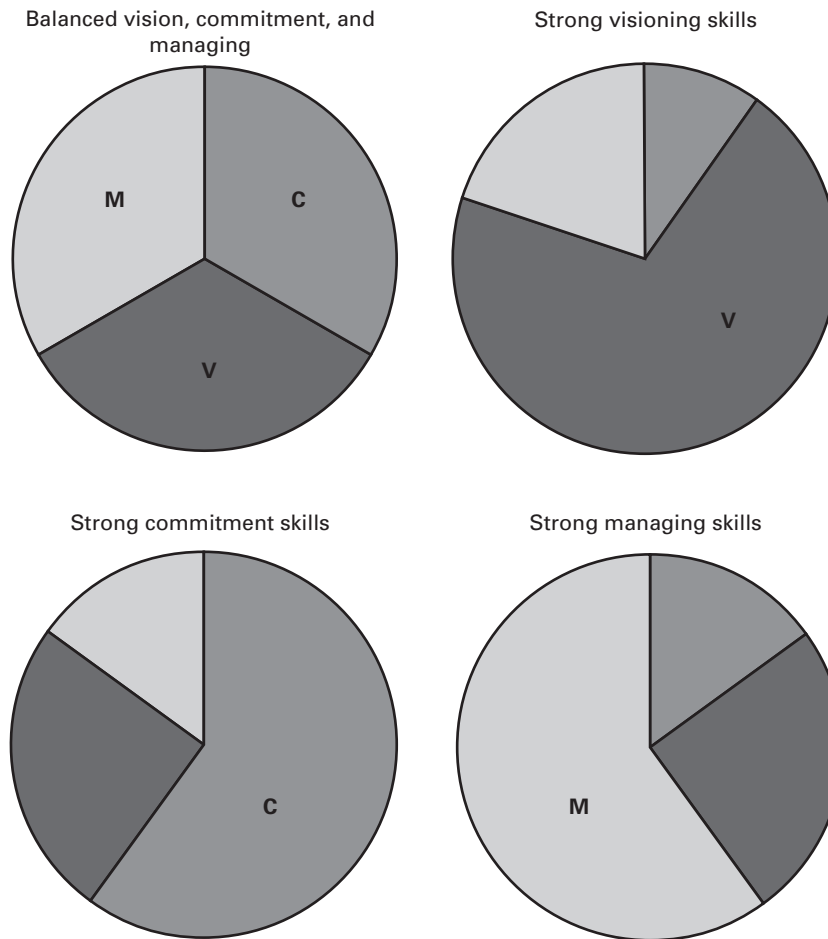 Balanced vision, commitment, and
managing
Strong visioning skills
M
C
V
V
Strong commitment skills
Strong managing skills
C
M